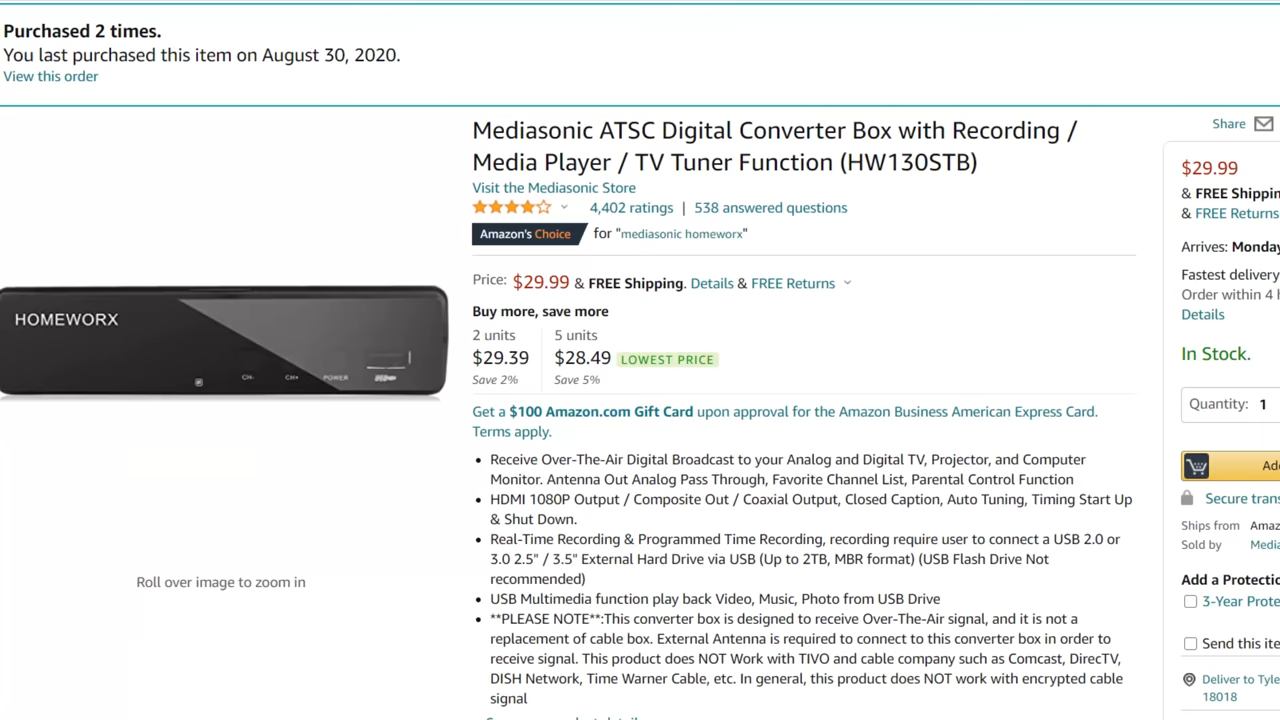 Purchased 2 times.
You last purchased this item on August 30, 2020.
View this order
HOMEWORX
CH-
CH+
POWER
Roll over image to zoom in
Mediasonic ATSC Digital Converter Box with Recording /
Media Player / TV Tuner Function (HW130STB)
Visit the Mediasonic Store
4,402 ratings | 538 answered questions
Amazon's Choice for "mediasonic homeworx"
Price: $29.99 & FREE Shipping. Details & FREE Returns
Buy more, save more
2 units
$29.39
Save 2%
5 units
$28.49 LOWEST PRICE
Save 5%
Get a $100 Amazon.com Gift Card upon approval for the Amazon Business American Express Card.
Terms apply.
• Receive Over-The-Air Digital Broadcast to your Analog and Digital TV, Projector, and Computer
Monitor. Antenna Out Analog Pass Through, Favorite Channel List, Parental Control Function
• HDMI 1080P Output / Composite Out / Coaxial Output, Closed Caption, Auto Tuning, Timing Start Up
& Shut Down.
• Real-Time Recording & Programmed Time Recording, recording require user to connect a USB 2.0 or
3.0 2.5" / 3.5" External Hard Drive via USB (Up to 2TB, MBR format) (USB Flash Drive Not
recommended)
• USB Multimedia function play back Video, Music, Photo from USB Drive
• **PLEASE NOTE**:This converter box is designed to receive Over-The-Air signal, and it is not a
replacement of cable box. External Antenna is required to connect to this converter box in order to
receive signal. This product does NOT Work with TIVO and cable company such as Comcast, DirecTV,
DISH Network, Time Warner Cable, etc. In general, this product does NOT work with encrypted cable
signal
Share
$29.99
& FREE Shippin
& FREE Returns
Arrives: Monday
Fastest delivery
Order within 4 h
Details
In Stock.
Quantity: 1
Ad
Secure trans
Ships from Amaz
Sold by Media
Add a Protectio
3-Year Prote
Send this ite
Deliver to Tyle
18018